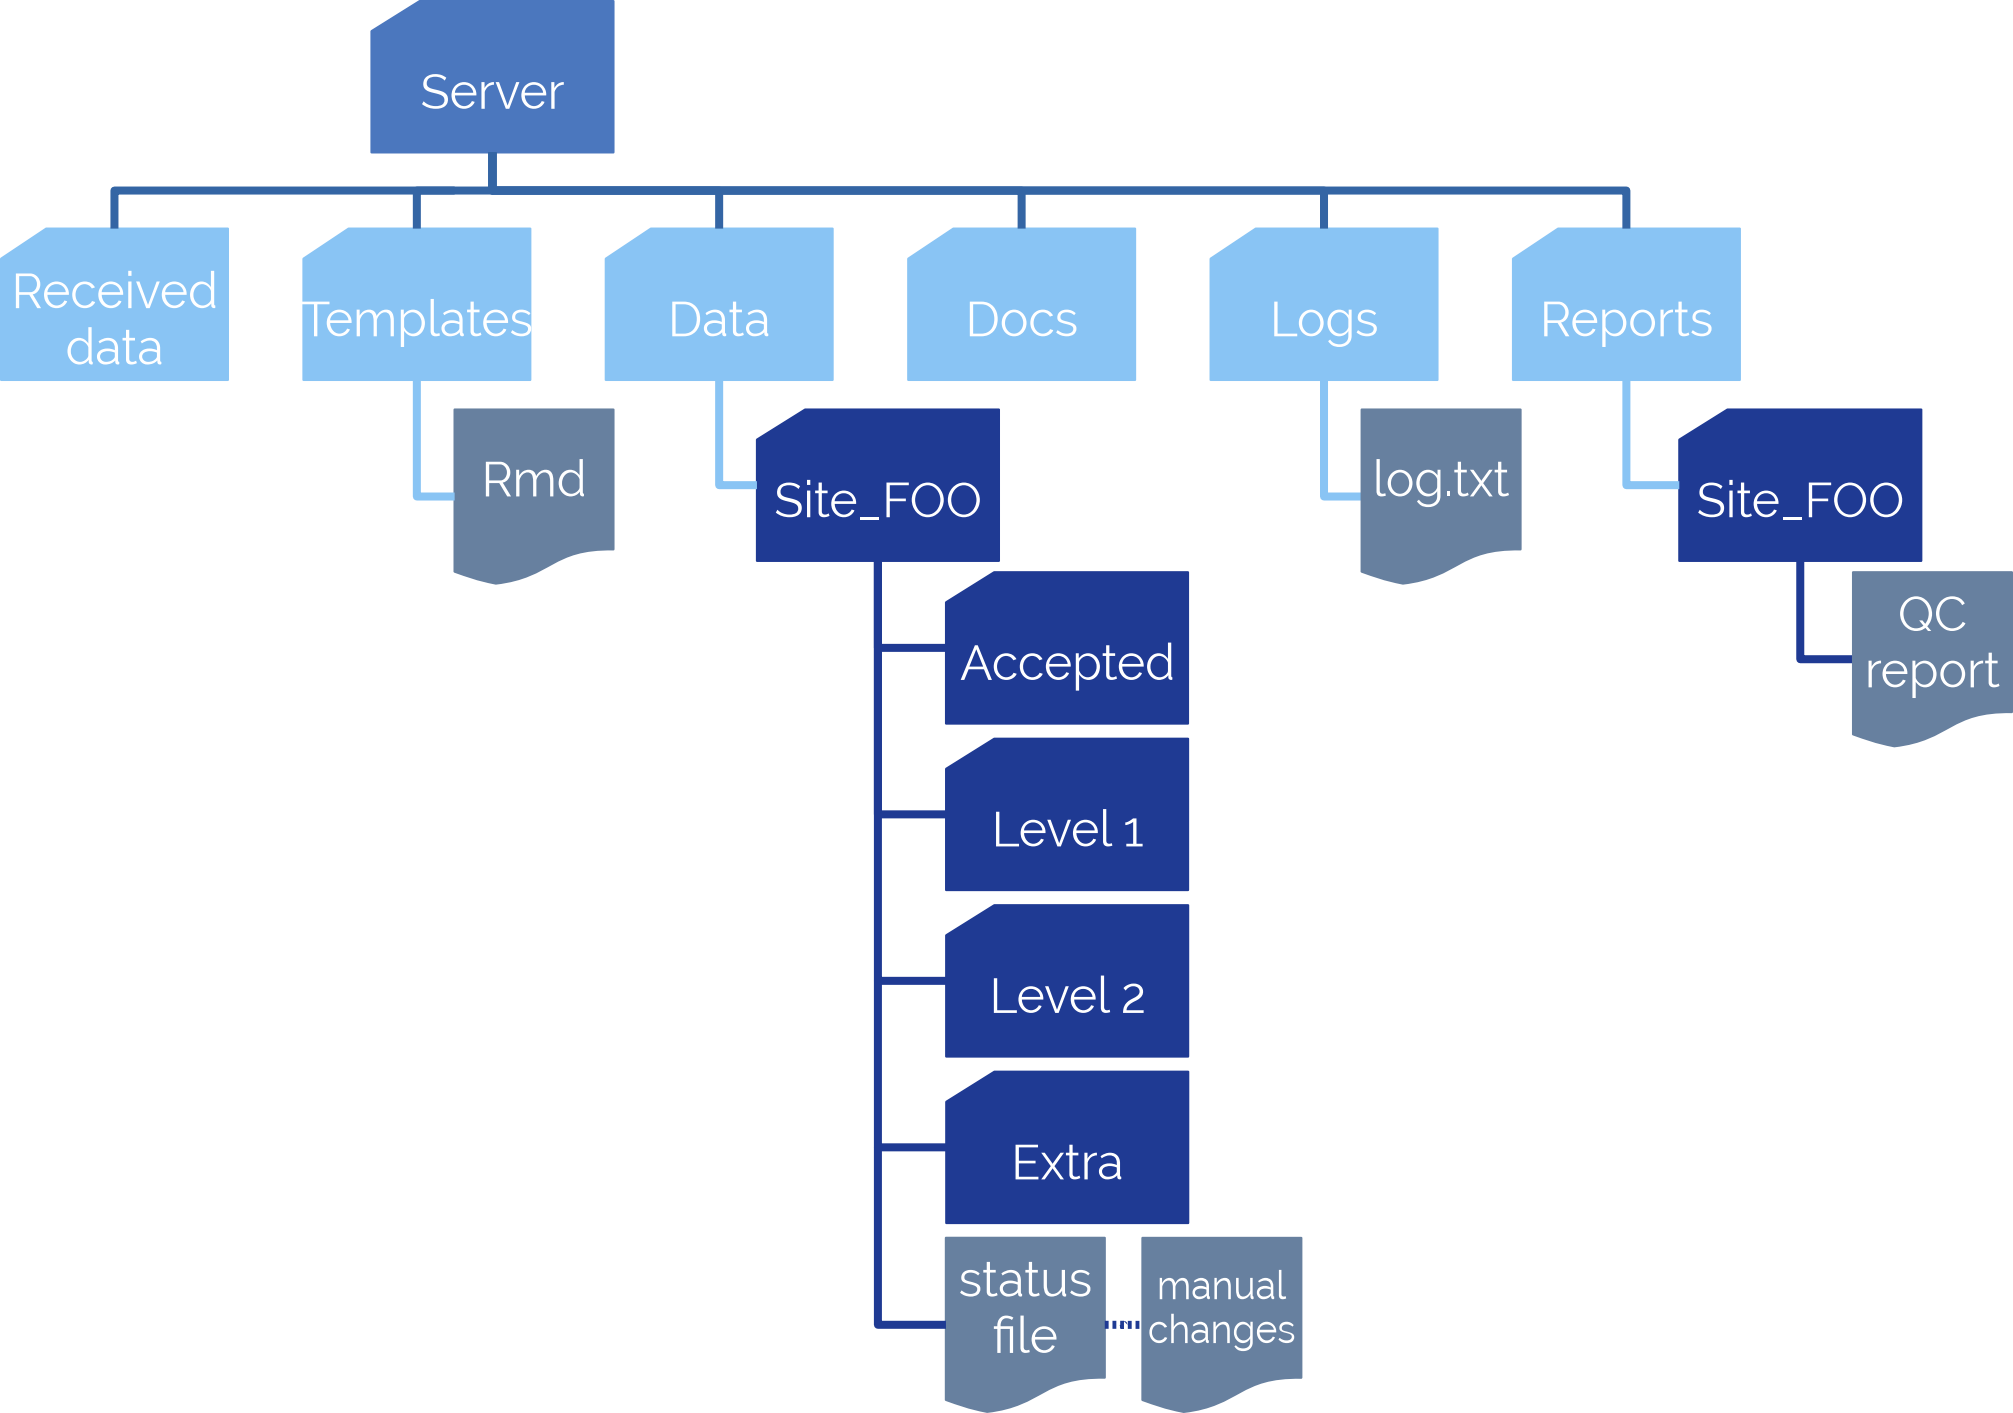 Server
Received
data
Templates
Data
Docs
Logs
Reports
Rmd
Site_FOO
log.txt
Site_FOO
QC
report
Accepted
Level 1
Level 2
Extra
status
file
manual
changes